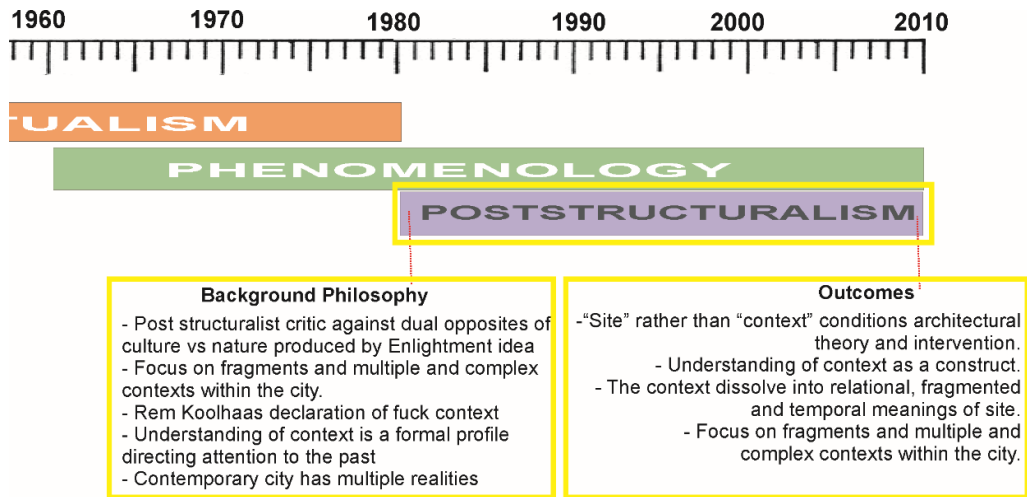 1960 1970 1980 1990 2000 2010
TUALISM
PHENOMENOLOGY
POSTSTRUCTURALISM
Background Philosophy
- Post structuralist critic against dual opposites of
culture vs nature produced by Enlightment idea
- Focus on fragments and multiple and complex
contexts within the city.
- Rem Koolhaas declaration of fuck context
- Understanding of context is a formal profile
directing attention to the past
- Contemporary city has multiple realities
Outcomes
-“Site” rather than “context” conditions architectural
theory and intervention.
- Understanding of context as a construct.
- The context dissolve into relational, fragmented
and temporal meanings of site.
- Focus on fragments and multiple and
complex contexts within the city.